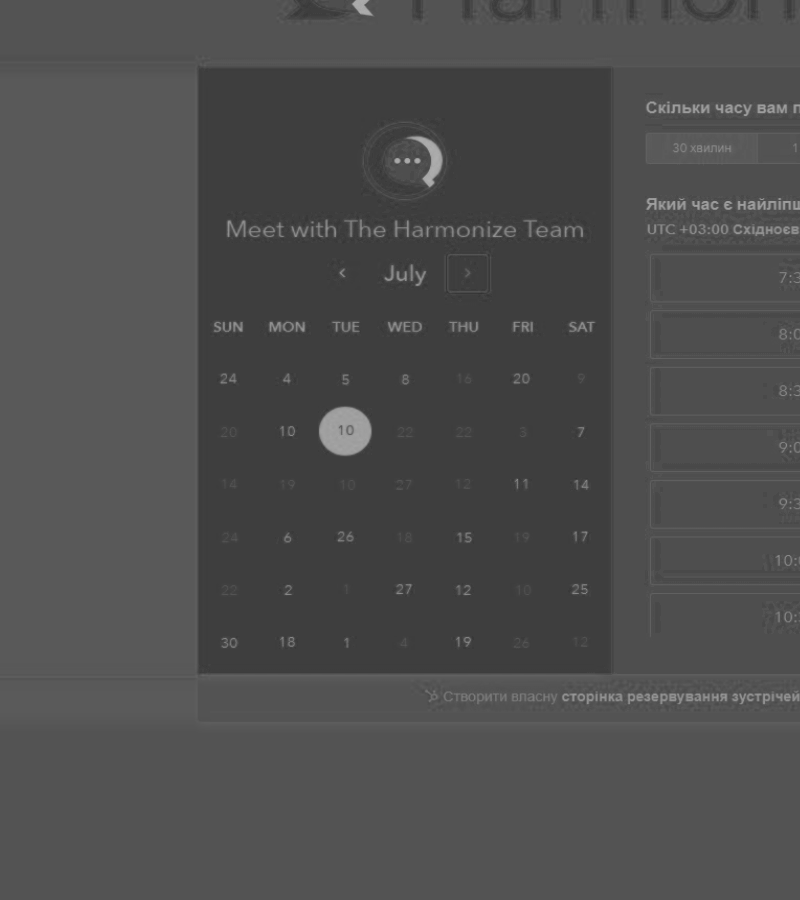 Harmon
Meet with The Harmonize Team
July
SUN MON TUE WED THU FRI SAT
24 4 5 8 16 20 9
20 10 10 22 22 3 7
14 19 10 27 12 11 14
24 6 26 18 15 19 17
22 2 1 27 12 10 25
30 18 1 4 19 26 12
Скільки часу вам п
30 хвилин 1
Який час є найліпш
UTC +03:00 Східноєв
7:3
8:0
8:3
9:0
9:3
10:
10:
Створити власну сторінка резервування зустрічей